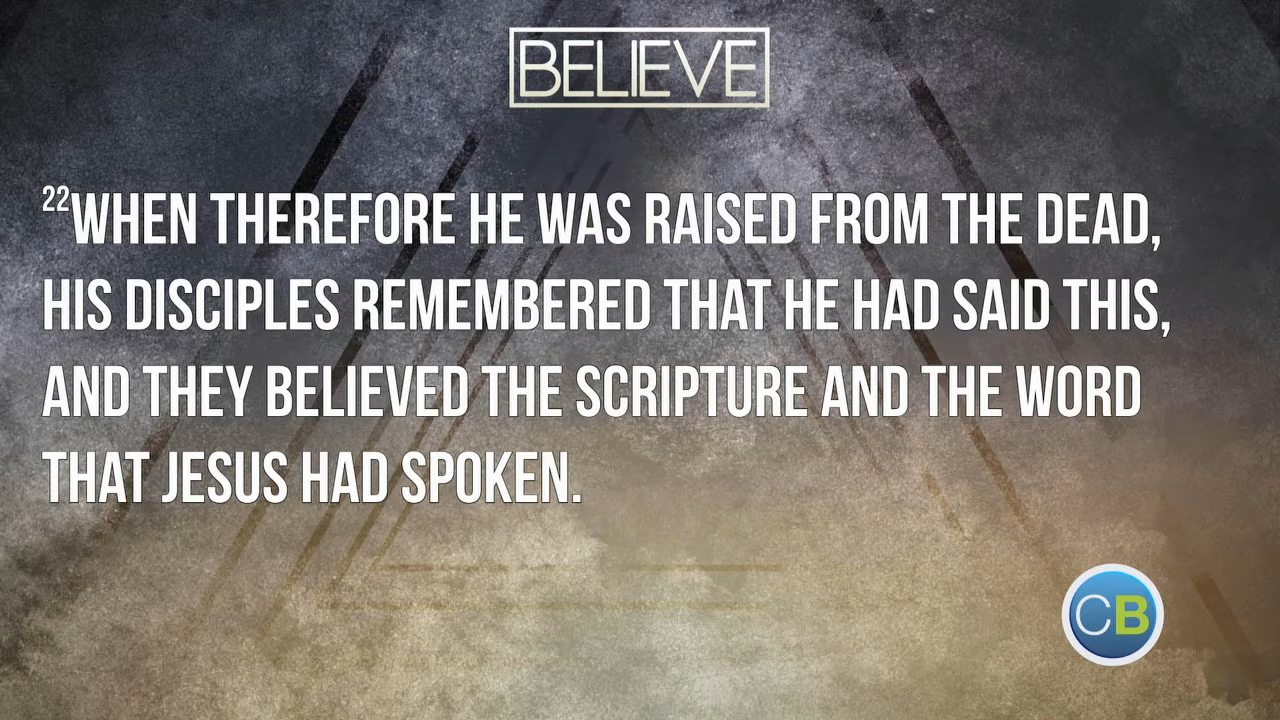 BELIEVE
22WHEN THEREFORE HE WAS RAISED FROM THE DEAD,
HIS DISCIPLES REMEMBERED THAT HE HAD SAID THIS,
AND THEY BELIEVED THE SCRIPTURE AND THE WORD
THAT JESUS HAD SPOKEN.
CB